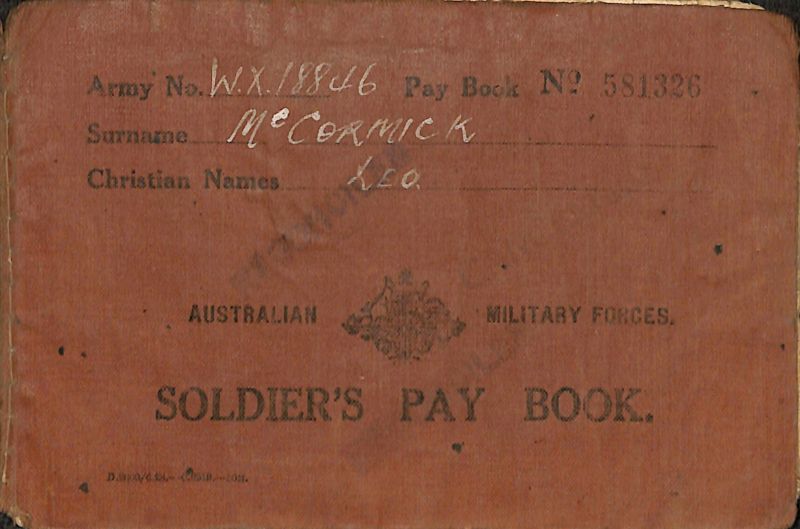 Army No. W.X.18846 Pay Book No 581326
Surname McCORMICK
Christian Names LEO.
AUSTRALIAN MILITARY FORCES.
SOLDIER'S PAY BOOK.